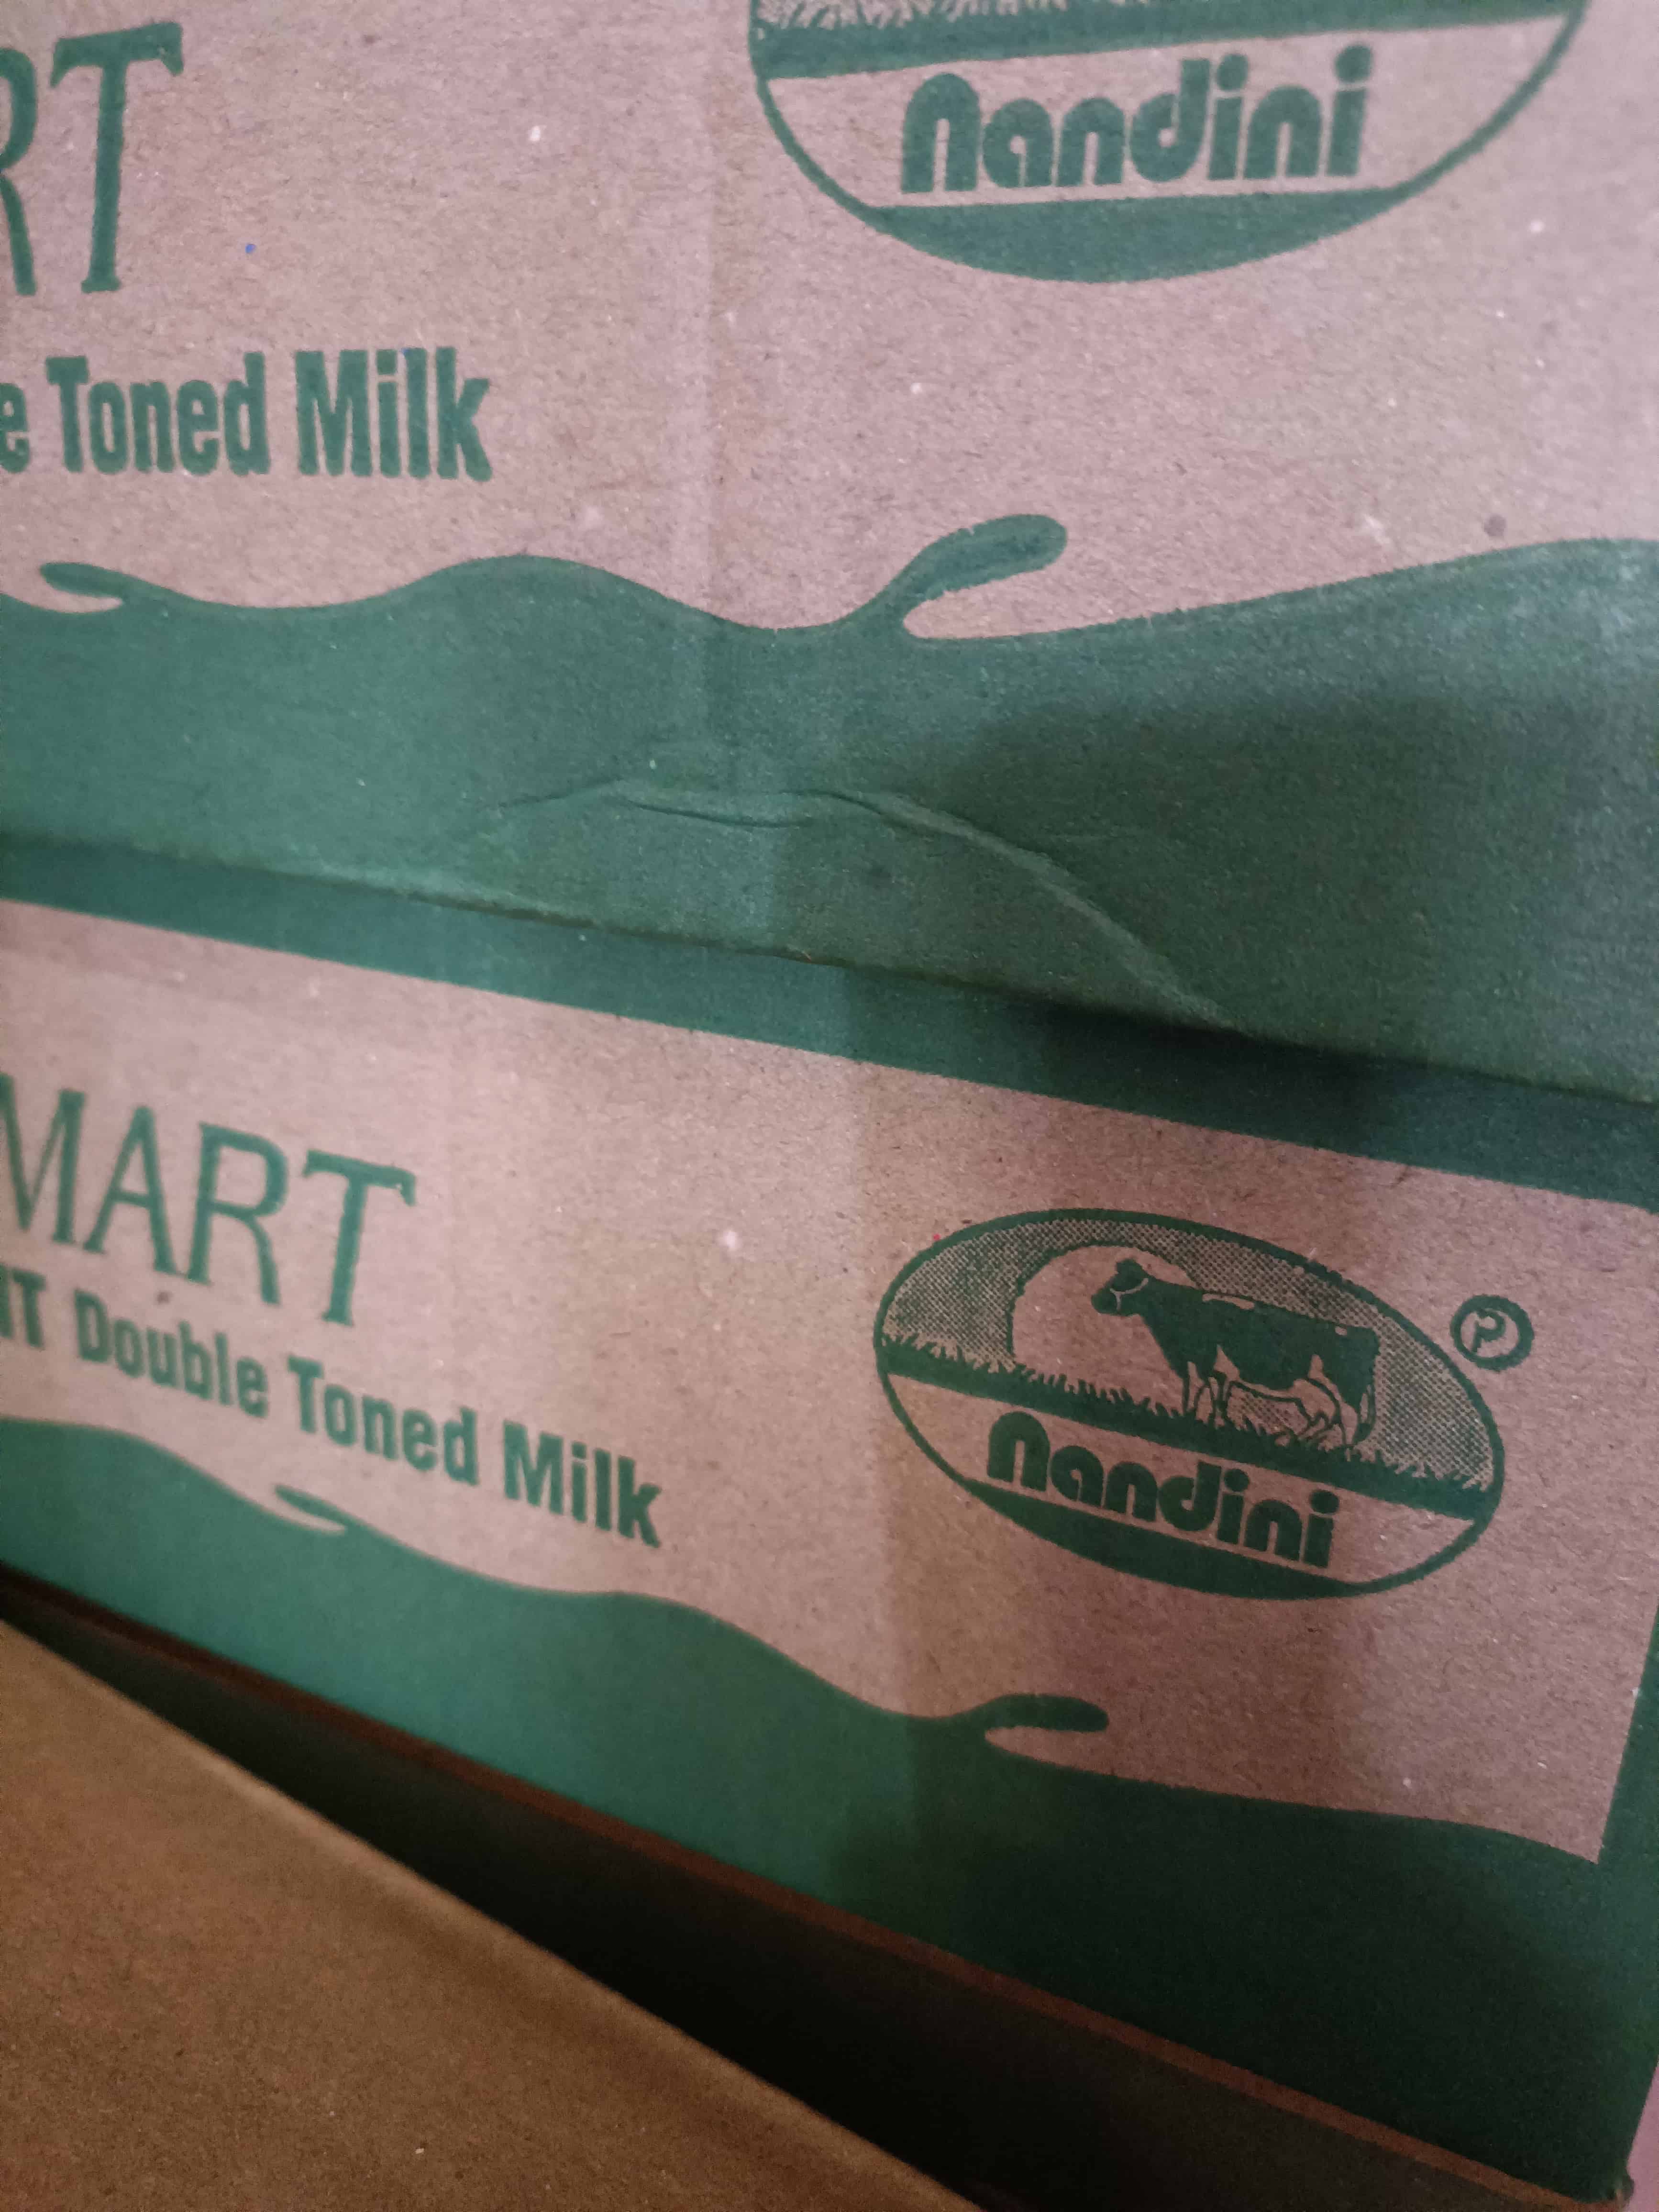 RT
Nandini
Toned Milk
MART
Double Toned Milk
Nandini